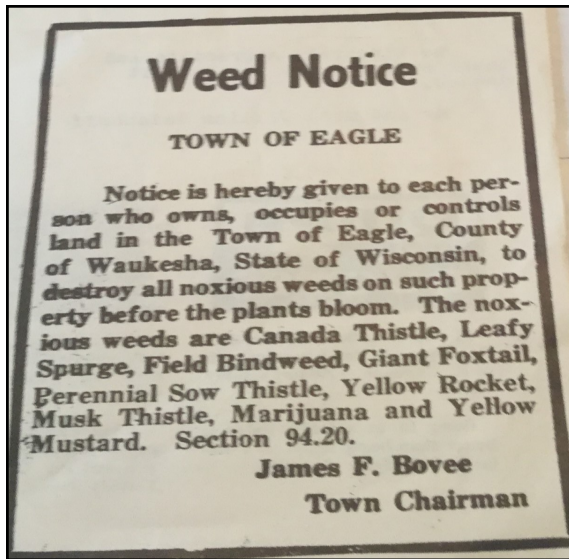 Weed Notice
TOWN OF EAGLE
Notice is hereby given to each per-
son who owns, occupies or controls
land in the Town of Eagle, County
of Waukesha, State of Wisconsin, to
destroy all noxious weeds on such prop-
erty before the plants bloom. The nox-
ious weeds are Canada Thistle, Leafy
Spurge, Field Bindweed, Giant Foxtail,
Perennial Sow Thistle, Yellow Rocket,
Musk Thistle, Marijuana and Yellow
Mustard. Section 94.20.
James F. Bovee
Town Chairman